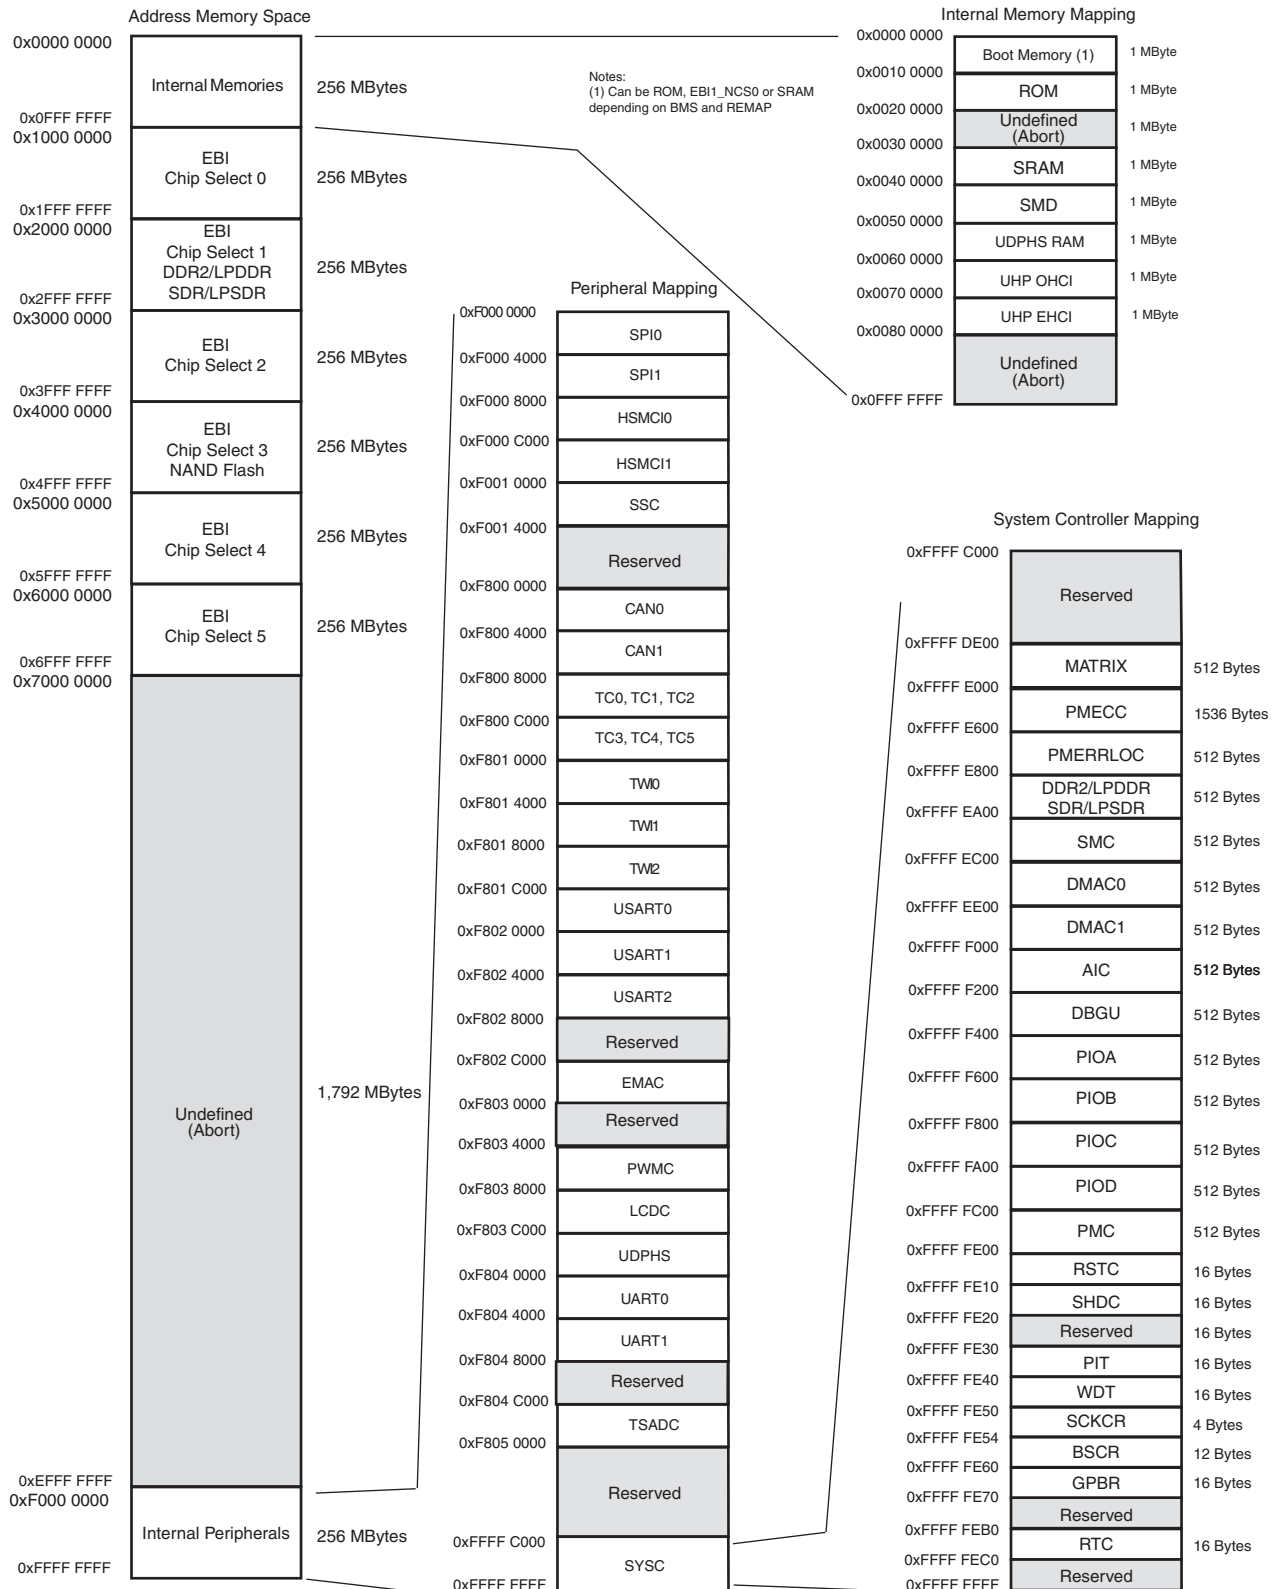 Address Memory Space
0x0000 0000
Internal Memories
256 MBytes
0x0FFF FFFF
0x1000 0000
EBI
Chip Select 0
256 MBytes
0x1FFF FFFF
0x2000 0000
EBI
Chip Select 1
DDR2/LPDDR
SDR/LPSDR
256 MBytes
0x2FFF FFFF
0x3000 0000
EBI
Chip Select 2
256 MBytes
0x3FFF FFFF
0x4000 0000
EBI
Chip Select 3
NAND Flash
256 MBytes
0x4FFF FFFF
0x5000 0000
EBI
Chip Select 4
256 MBytes
0x5FFF FFFF
0x6000 0000
EBI
Chip Select 5
256 MBytes
0x6FFF FFFF
0x7000 0000
Undefined
(Abort)
1,792 MBytes
0xEFFF FFFF
0xF000 0000
Internal Peripherals
256 MBytes
0xFFFF FFFF
Notes:
(1) Can be ROM, EBI1_NCS0 or SRAM
depending on BMS and REMAP
Peripheral Mapping
0xF000 0000
SPI0
0xF000 4000
SPI1
0xF000 8000
HSMCI0
0xF000 C000
HSMCI1
0xF001 0000
SSC
0xF001 4000
Reserved
0xF800 0000
CAN0
0xF800 4000
CAN1
0xF800 8000
TC0, TC1, TC2
0xF800 C000
TC3, TC4, TC5
0xF801 0000
TWI0
0xF801 4000
TWI1
0xF801 8000
TWI2
0xF801 C000
USART0
0xF802 0000
USART1
0xF802 4000
USART2
0xF802 8000
Reserved
0xF802 C000
EMAC
0xF803 0000
Reserved
0xF803 4000
PWMC
0xF803 8000
LCDC
0xF803 C000
UDPHS
0xF804 0000
UART0
0xF804 4000
UART1
0xF804 8000
Reserved
0xF804 C000
TSADC
0xF805 0000
Reserved
0xFFFF C000
SYSC
0xFFFF FFFF
Internal Memory Mapping
0x0000 0000
Boot Memory (1)
1 MByte
0x0010 0000
ROM
1 MByte
0x0020 0000
Undefined
(Abort)
1 MByte
0x0030 0000
SRAM
1 MByte
0x0040 0000
SMD
1 MByte
0x0050 0000
UDPHS RAM
1 MByte
0x0060 0000
UHP OHCI
1 MByte
0x0070 0000
UHP EHCI
1 MByte
0x0080 0000
Undefined
(Abort)
0x0FFF FFFF
System Controller Mapping
0xFFFF C000
Reserved
0xFFFF DE00
MATRIX
512 Bytes
0xFFFF E000
PMECC
1536 Bytes
0xFFFF E600
PMERRLOC
512 Bytes
0xFFFF E800
DDR2/LPDDR
SDR/LPSDR
512 Bytes
0xFFFF EA00
SMC
512 Bytes
0xFFFF EC00
DMAC0
512 Bytes
0xFFFF EE00
DMAC1
512 Bytes
0xFFFF F000
AIC
512 Bytes
0xFFFF F200
DBGU
512 Bytes
0xFFFF F400
PIOA
512 Bytes
0xFFFF F600
PIOB
512 Bytes
0xFFFF F800
PIOC
512 Bytes
0xFFFF FA00
PIOD
512 Bytes
0xFFFF FC00
PMC
512 Bytes
0xFFFF FE00
RSTC
16 Bytes
0xFFFF FE10
SHDC
16 Bytes
0xFFFF FE20
Reserved
16 Bytes
0xFFFF FE30
PIT
16 Bytes
0xFFFF FE40
WDT
16 Bytes
0xFFFF FE50
SCKCR
4 Bytes
0xFFFF FE54
BSCR
12 Bytes
0xFFFF FE60
GPBR
16 Bytes
0xFFFF FE70
Reserved
0xFFFF FEB0
RTC
16 Bytes
0xFFFF FEC0
Reserved
0xFFFF FFFF